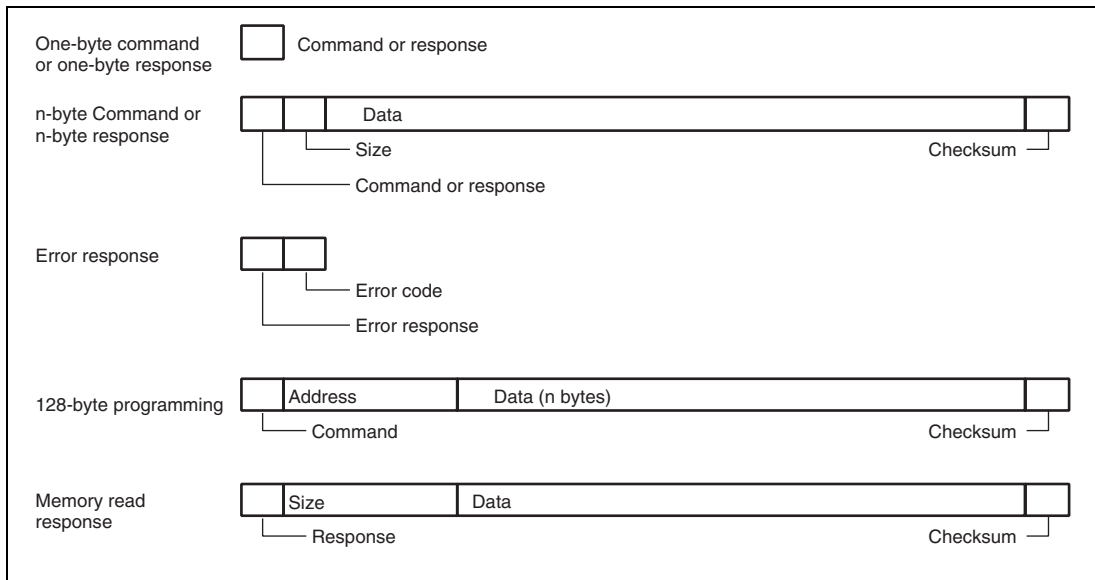 One-byte command
or one-byte response
Command or response
n-byte Command or
n-byte response
Data
Size
Checksum
Command or response
Error response
Error code
Error response
128-byte programming
Address
Data (n bytes)
Command
Checksum
Memory read
response
Size
Data
Response
Checksum